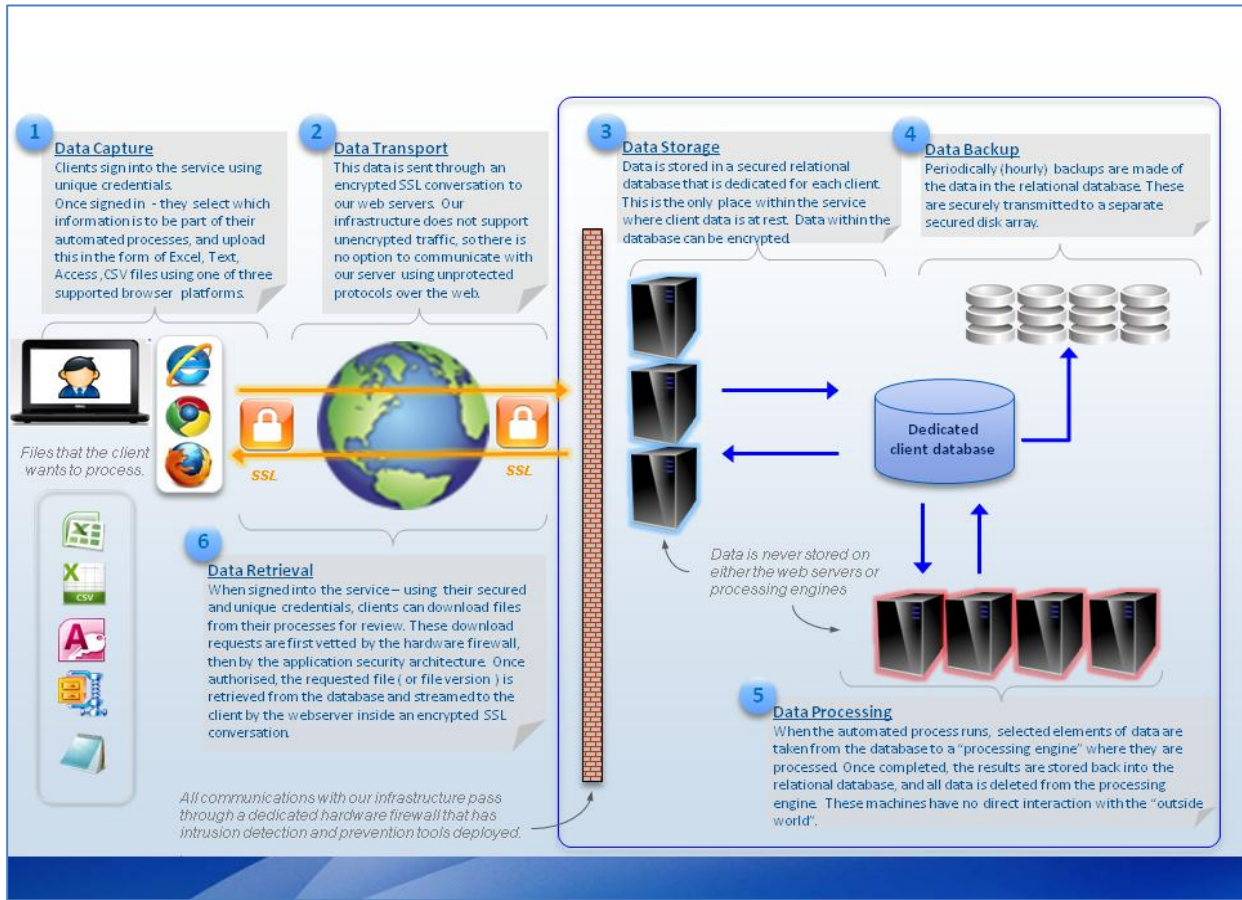 1
Data Capture
Clients sign into the service using
unique credentials.
Once signed in - they select which
information is to be part of their
automated processes, and upload
this in the form of Excel, Text,
Access ,CSV files using one of three
supported browser platforms.
2
Data Transport
This data is sent through an
encrypted SSL conversation to
our web servers. Our
infrastructure does not support
unencrypted traffic, so there is
no option to communicate with
our server using unprotected
protocols over the web.
3
Data Storage
Data is stored in a secured relational
database that is dedicated for each client.
This is the only place within the service
where client data is at rest. Data within the
database can be encrypted.
4
Data Backup
Periodically (hourly) backups are made of
the data in the relational database. These
are securely transmitted to a separate
secured disk array.
Files that the client
wants to process.
SSL
SSL
Dedicated
client database
X
X
CSV
A
6
Data Retrieval
When signed into the service – using their secured
and unique credentials, clients can download files
from their processes for review. These download
requests are first vetted by the hardware firewall,
then by the application security architecture. Once
authorised, the requested file ( or file version ) is
retrieved from the database and streamed to the
client by the webserver inside an encrypted SSL
conversation.
Data is never stored on
either the web servers or
processing engines
5
Data Processing
When the automated process runs, selected elements of data are
taken from the database to a "processing engine" where they are
processed. Once completed, the results are stored back into the
relational database, and all data is deleted from the processing
engine. These machines have no direct interaction with the "outside
world".
All communications with our infrastructure pass
through a dedicated hardware firewall that has
intrusion detection and prevention tools deployed.